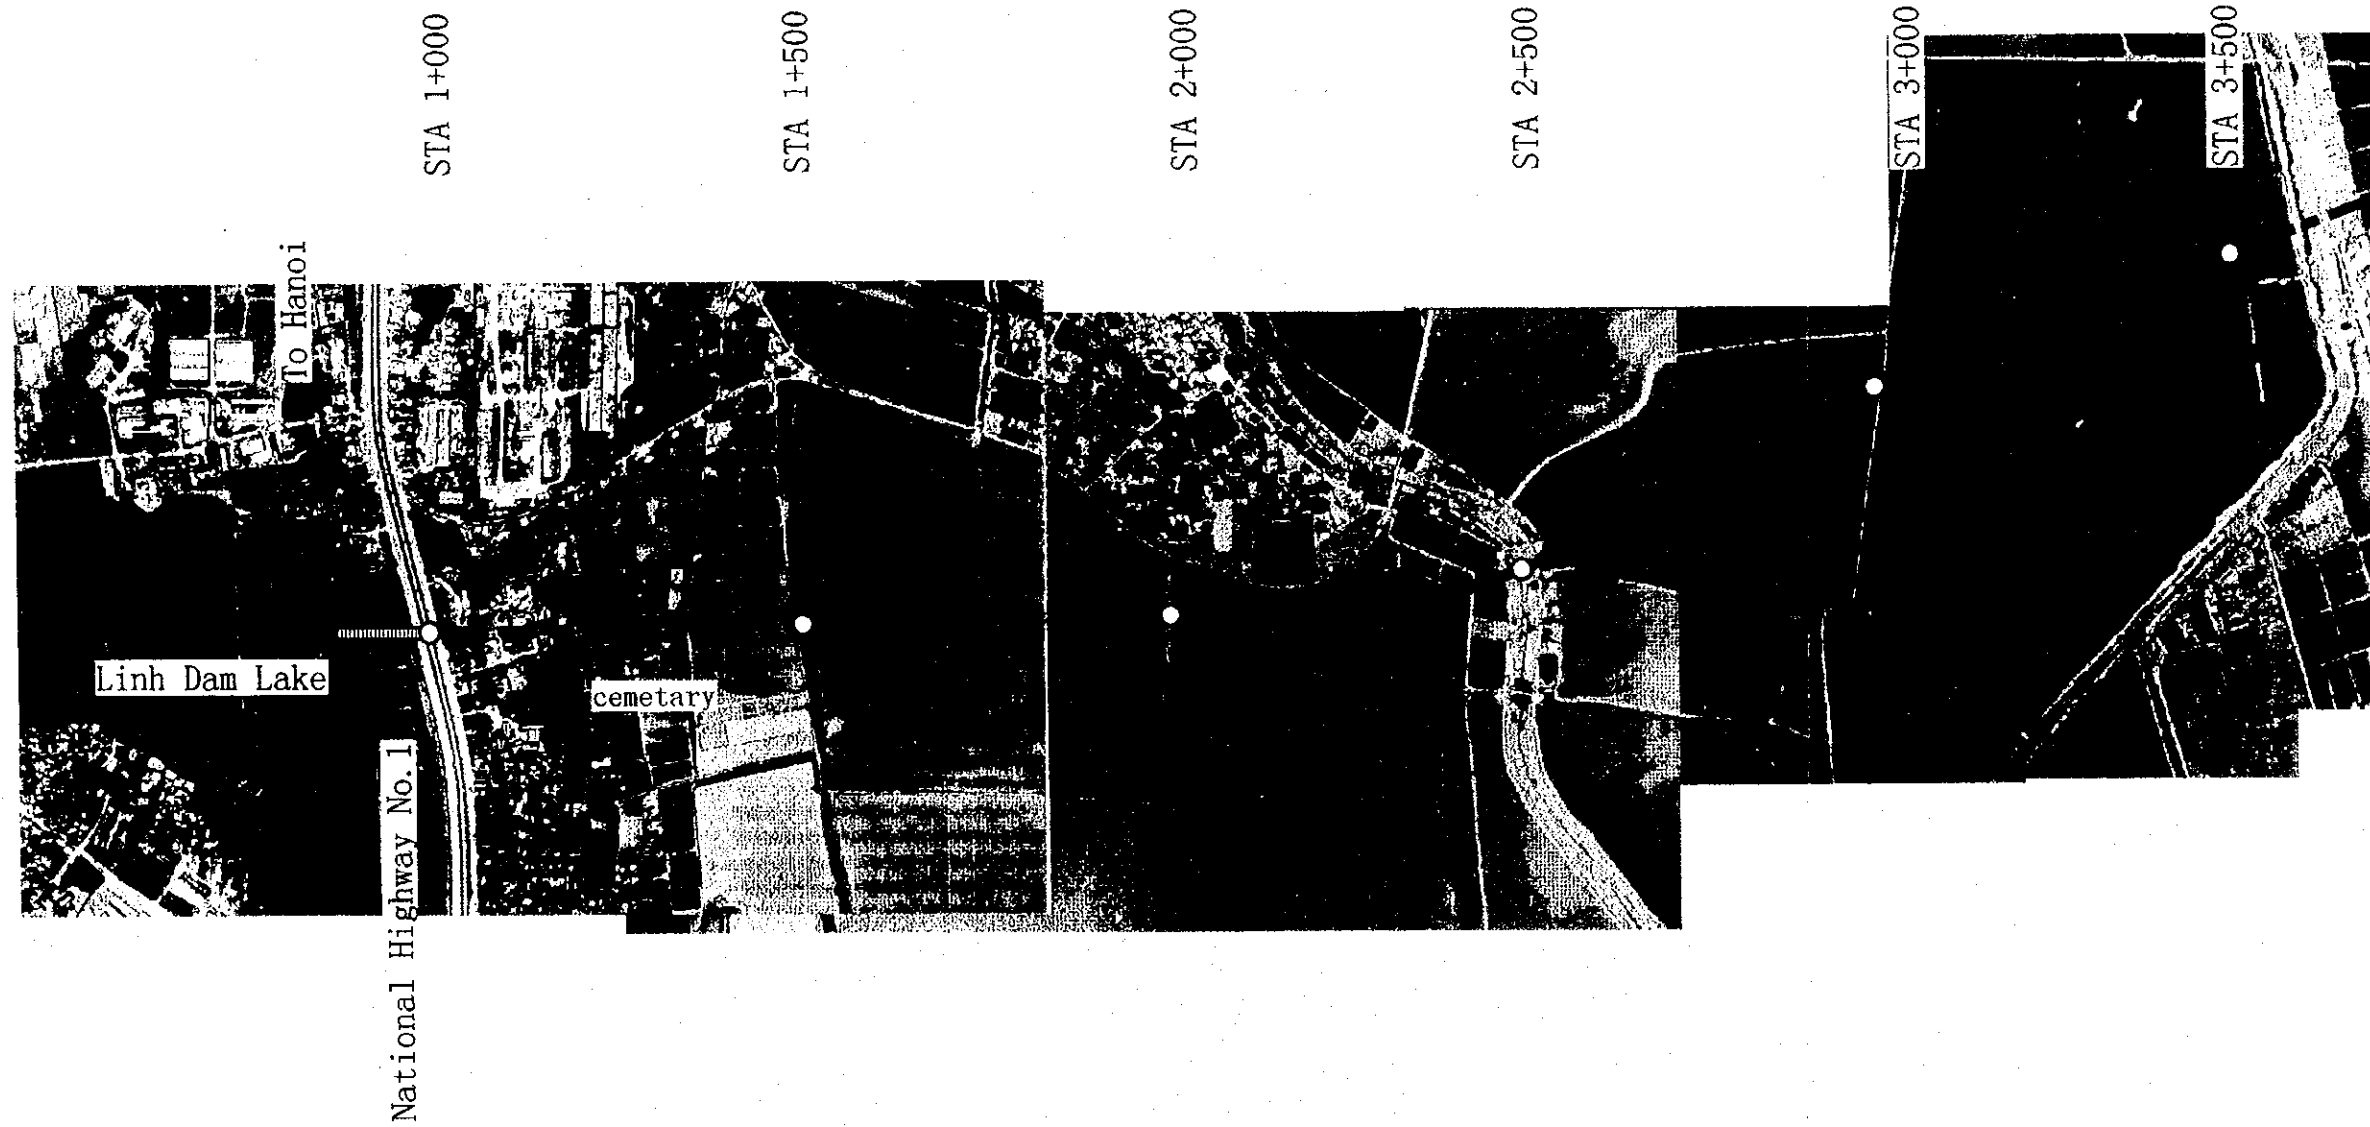 STA 1+000
STA 1+500
STA 2+000
STA 2+500
STA 3+000
STA 3+500
To Hanoi
Linh Dam Lake
cemetary
National Highway No.1